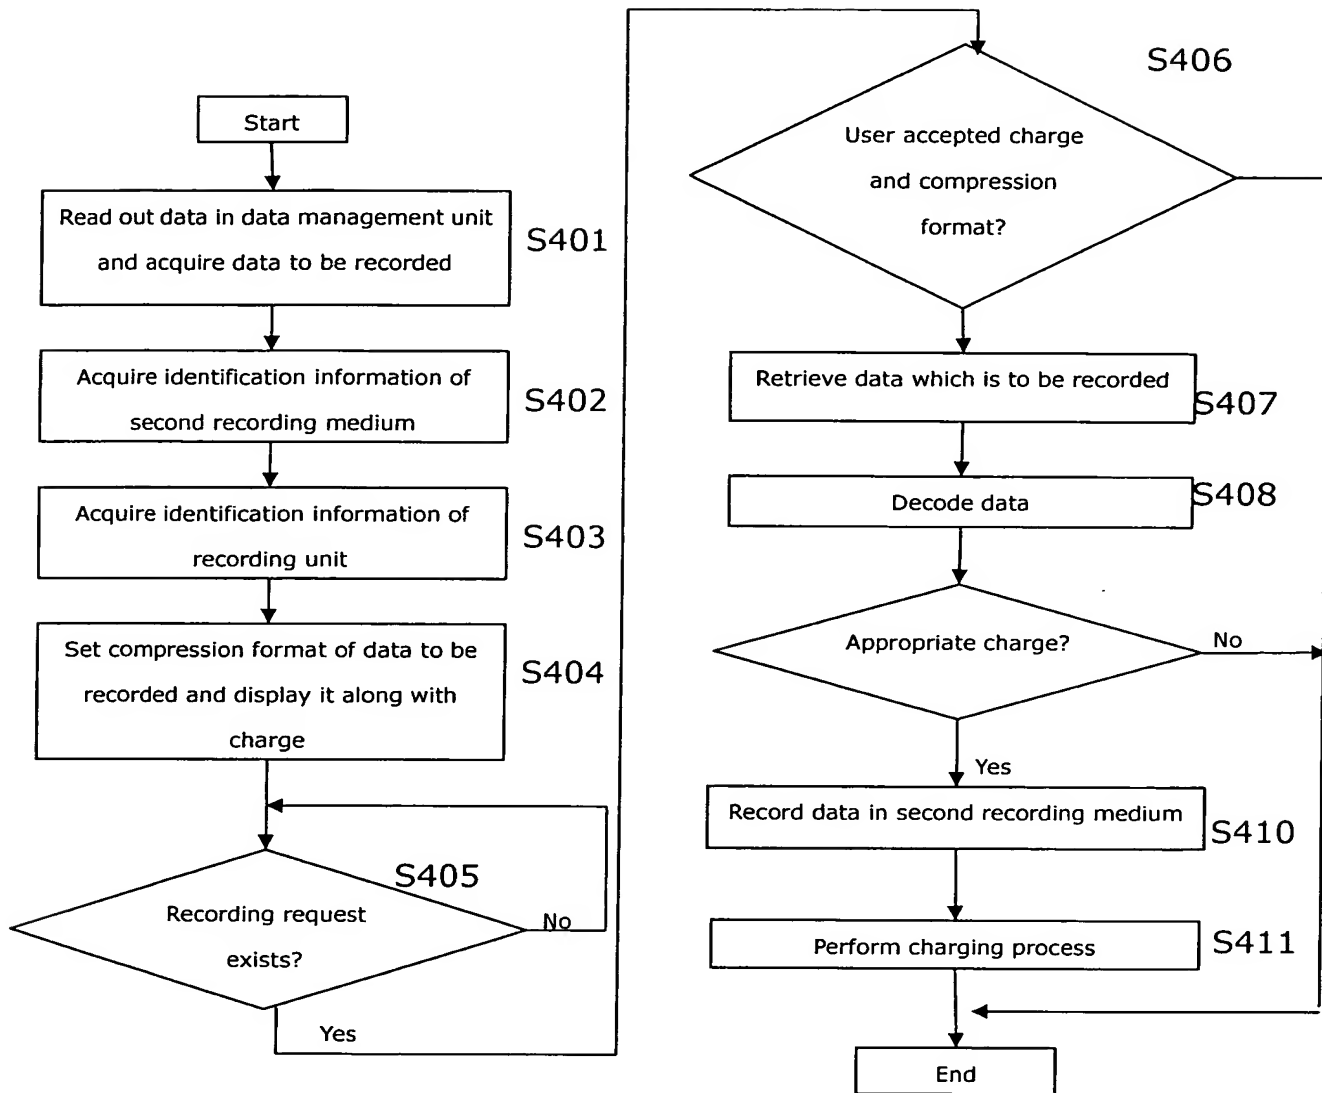 Start
Read out data in data management unit
and acquire data to be recorded
S401
Acquire identification information of
second recording medium
S402
Acquire identification information of
recording unit
S403
Set compression format of data to be
recorded and display it along with
charge
S404
S405
Recording request
exists?
No
Yes
S406
User accepted charge
and compression
format?
Retrieve data which is to be recorded
S407
Decode data
S408
Appropriate charge?
No
Yes
Record data in second recording medium
S410
Perform charging process
S411
End